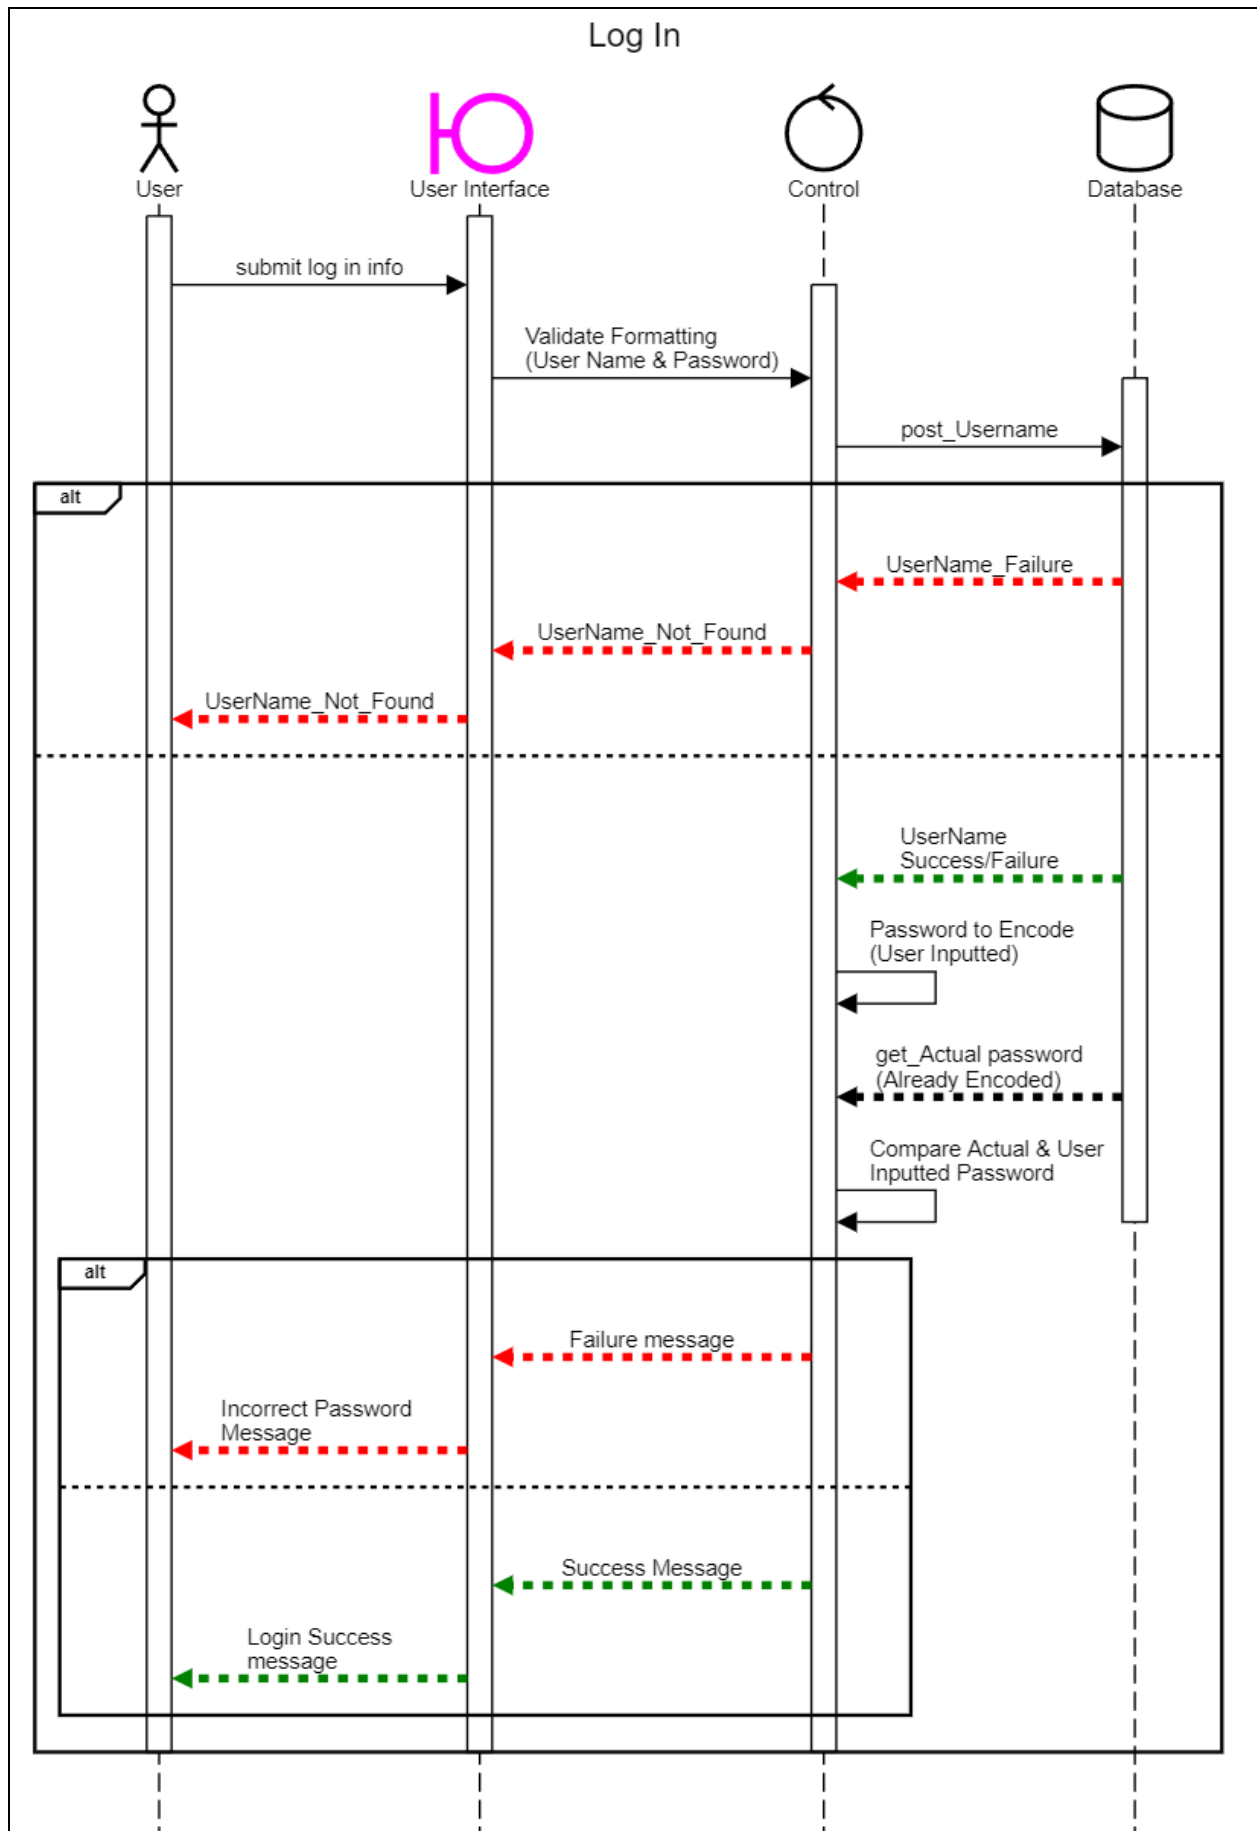 Log In
User
User Interface
Control
Database
submit log in info
Validate Formatting
(User Name & Password)
post_Username
alt
UserName_Failure
UserName_Not_Found
UserName_Not_Found
UserName
Success/Failure
Password to Encode
(User Inputted)
get_Actual password
(Already Encoded)
Compare Actual & User
Inputted Password
alt
Failure message
Incorrect Password
Message
Success Message
Login Success
message